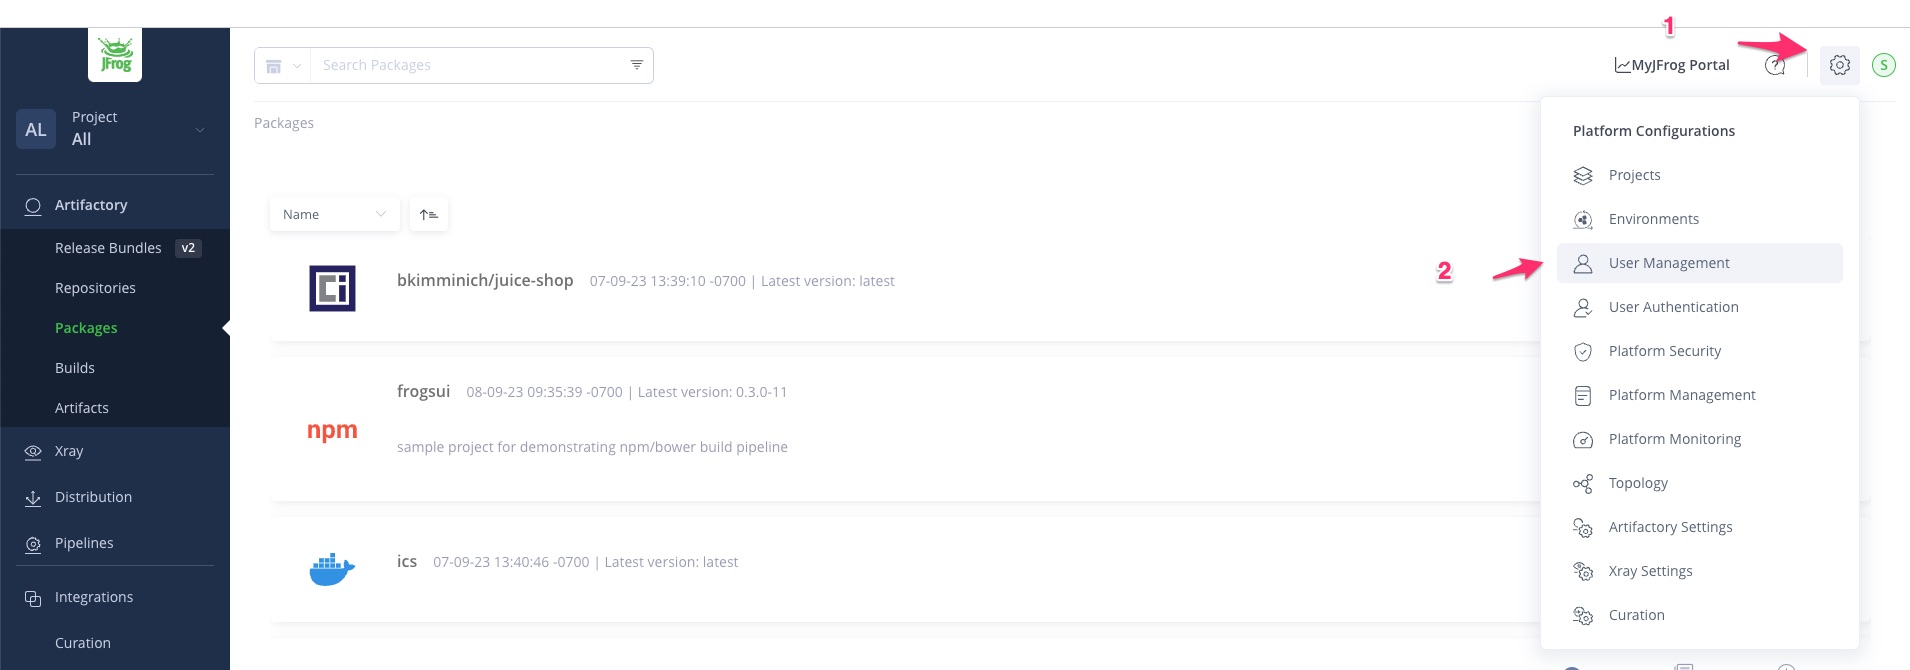 1
JFrog
Search Packages
MyJFrog Portal
?
S
AL
Project
All
Packages
Platform Configurations
Projects
Environments
User Management
User Authentication
Platform Security
Platform Management
Platform Monitoring
Topology
Artifactory Settings
Xray Settings
Curation
2
Artifactory
Release Bundles v2
Repositories
Packages
Builds
Artifacts
Xray
Distribution
Pipelines
Integrations
Curation
Name
bkimminich/juice-shop 07-09-23 13:39:10 -0700 | Latest version: latest
frogsui 08-09-23 09:35:39 -0700 | Latest version: 0.3.0-11
npm
sample project for demonstrating npm/bower build pipeline
ics 07-09-23 13:40:46 -0700 | Latest version: latest